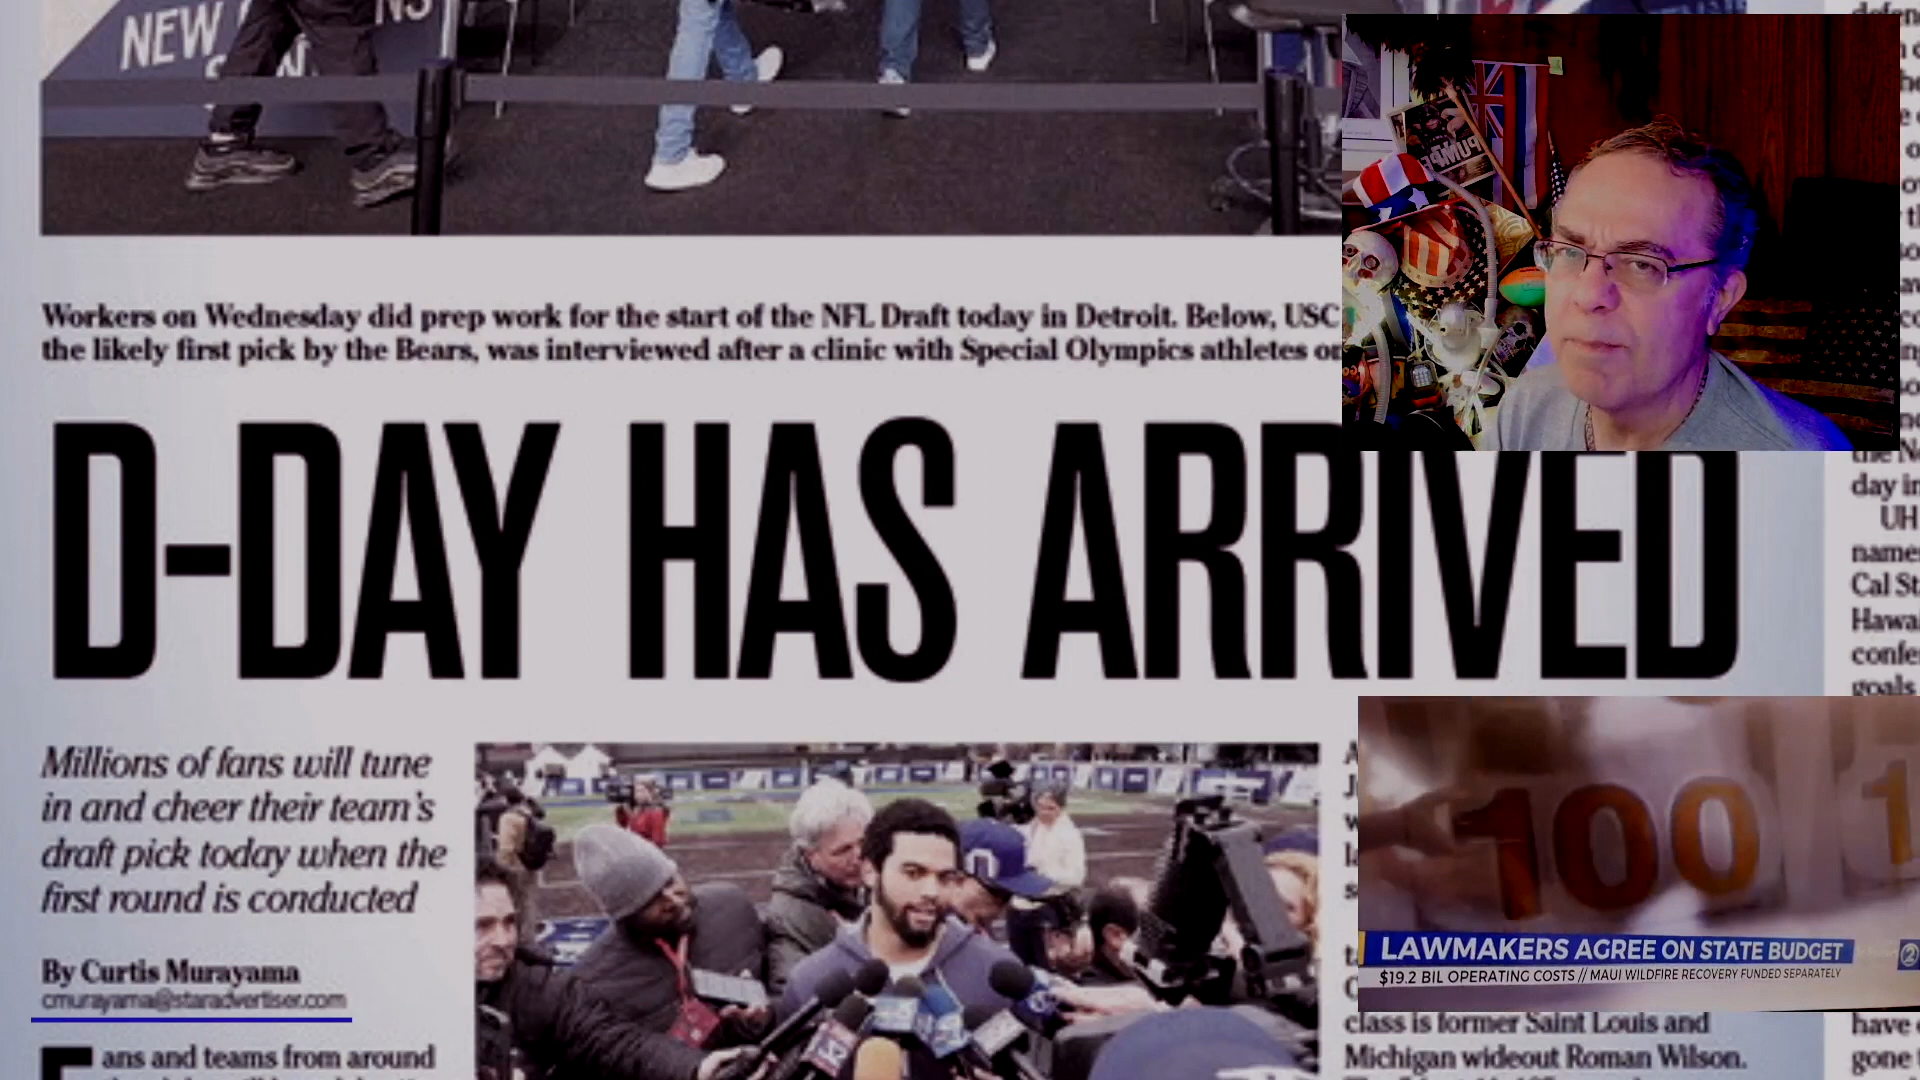 NEW
Workers on Wednesday did prep work for the start of the NFL Draft today in Detroit. Below, USC
the likely first pick by the Bears, was interviewed after a clinic with Special Olympics athletes
D-DAY HAS ARRIVED
Millions of fans will tune
in and cheer their team's
draft pick today when the
first round is conducted
By Curtis Murayama
cmurayama@staradvertiser.com
ans and teams from around
class is former Saint Louis and
Michigan wideout Roman Wilson.
100
LAWMAKERS AGREE ON STATE BUDGET
$19.2 BIL OPERATING COSTS // MAUI WILDFIRE RECOVERY FUNDED SEPARATELY
2
day in
UH
Cal
goals
have
gone